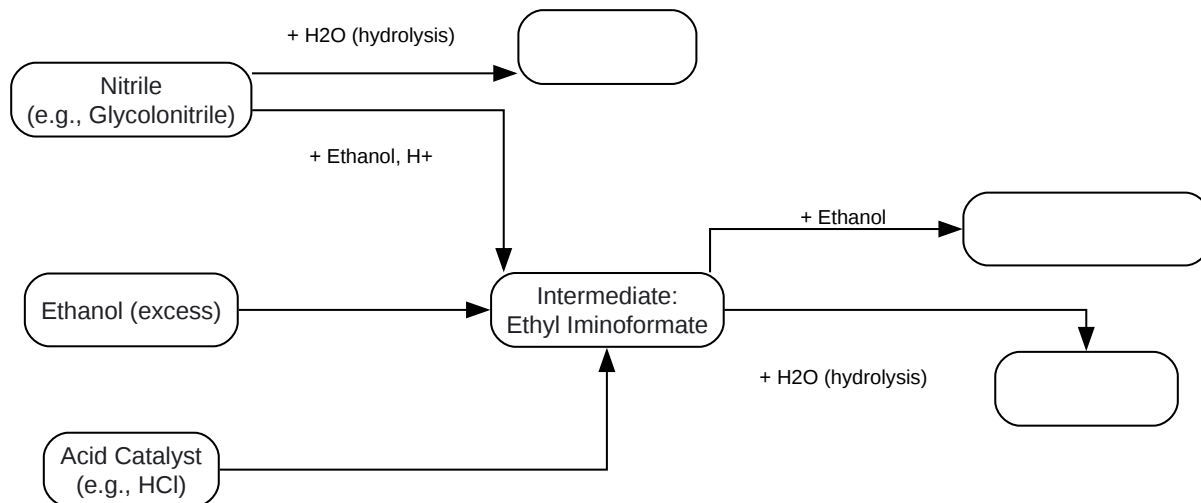 + H2O (hydrolysis)
Nitrile
(e.g., Glycolonitrile)
+ Ethanol, H+
+ Ethanol
Ethanol (excess)
Intermediate:
Ethyl Iminoformate
+ H2O (hydrolysis)
Acid Catalyst
(e.g., HCl)